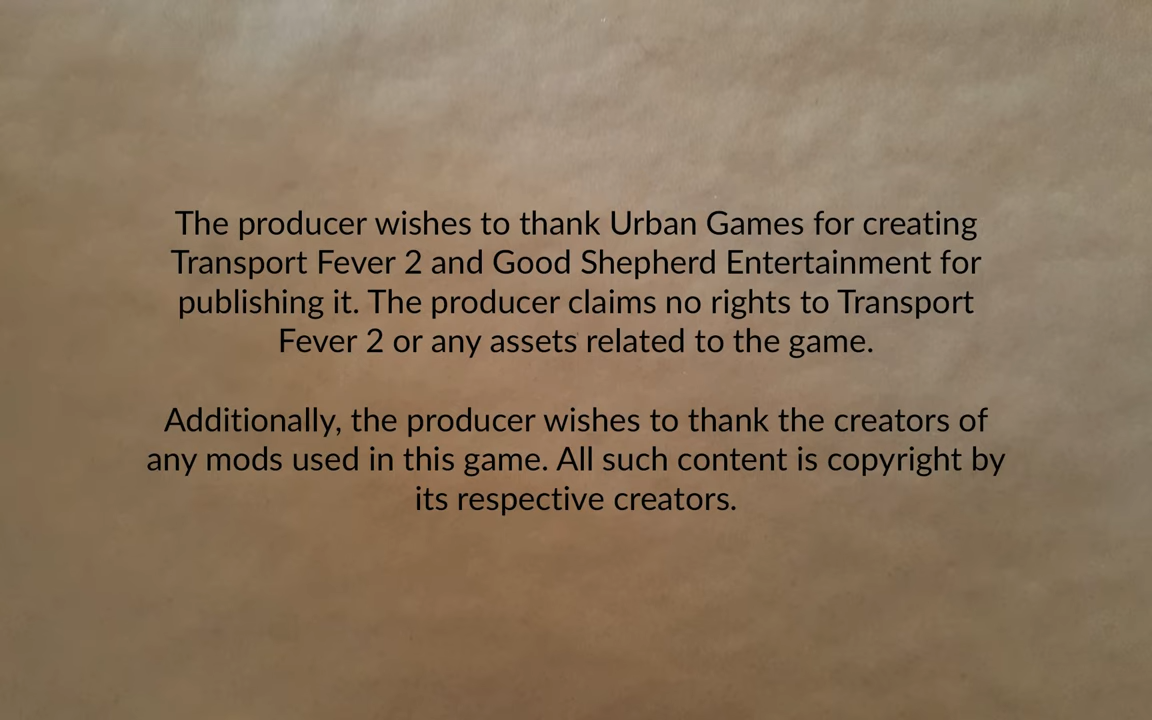 The producer wishes to thank Urban Games for creating
Transport Fever 2 and Good Shepherd Entertainment for
publishing it. The producer claims no rights to Transport
Fever 2 or any assets related to the game.
Additionally, the producer wishes to thank the creators of
any mods used in this game. All such content is copyright by
its respective creators.